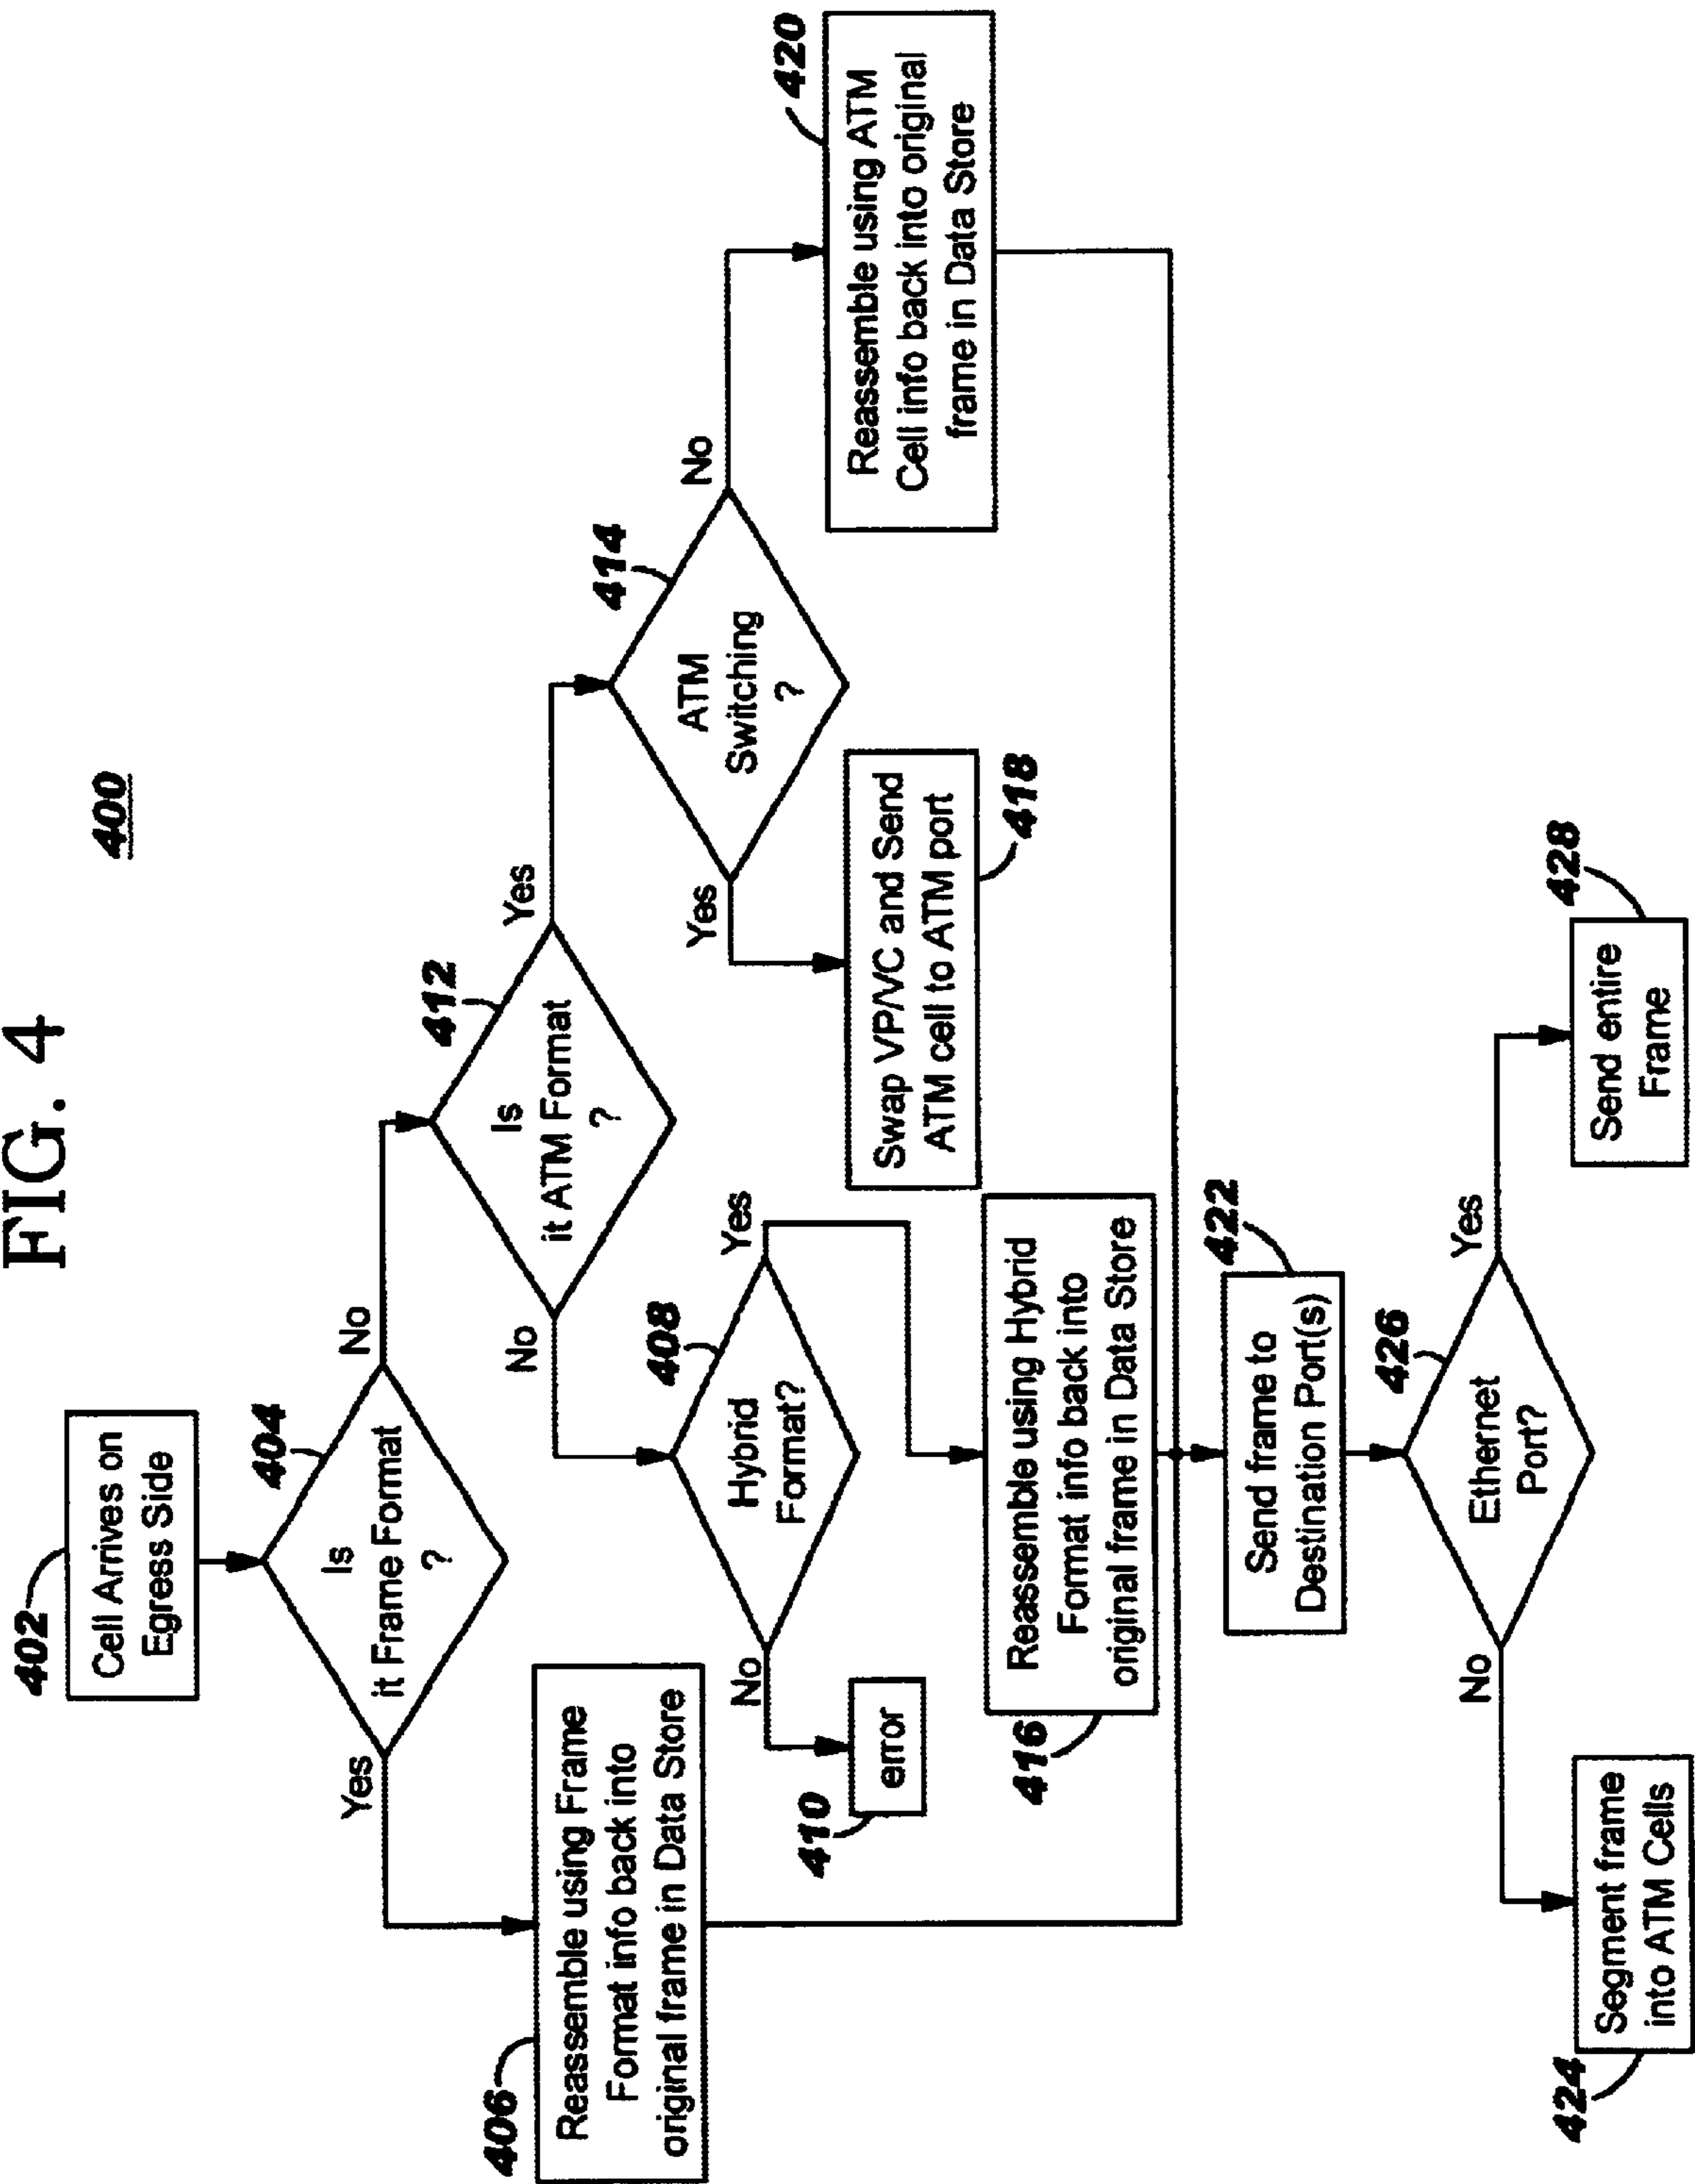 FIG. 4
400
402
Cell Arrives on
Egress Side
404
Is
it Frame Format
?
Yes
No
406
Reassemble using Frame
Format info back into
original frame in Data Store
412
Is
it ATM Format
?
No
Yes
408
Hybrid
Format?
No
Yes
410
error
416
Reassemble using Hybrid
Format info back into
original frame in Data Store
414
ATM
Switching
?
Yes
No
Swap VP/VC and Send
ATM cell to ATM port
418
420
Reassemble using ATM
Cell info back into original
frame in Data Store
422
Send frame to
Destination Port(s)
426
Ethernet
Port?
No
Yes
424
Segment frame
into ATM Cells
428
Send entire
Frame